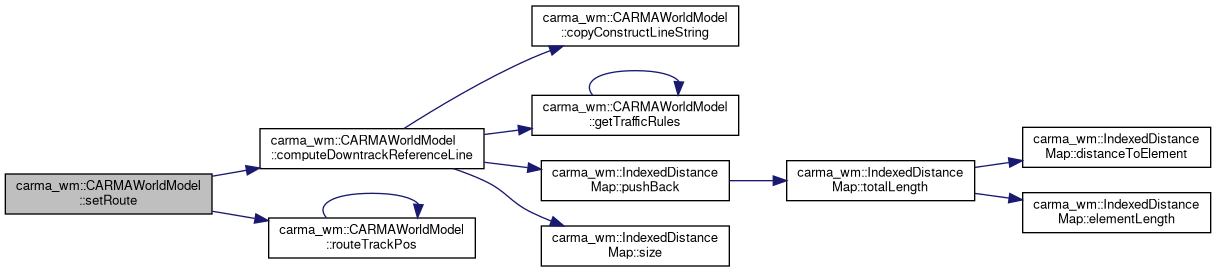 carma_wm::CARMAWorldModel
::setRoute
carma_wm::CARMAWorldModel
::computeDowntrackReferenceLine
carma_wm::CARMAWorldModel
::copyConstructLineString
carma_wm::CARMAWorldModel
::getTrafficRules
carma_wm::IndexedDistance
Map::pushBack
carma_wm::IndexedDistance
Map::totalLength
carma_wm::IndexedDistance
Map::distanceToElement
carma_wm::IndexedDistance
Map::elementLength
carma_wm::IndexedDistance
Map::size
carma_wm::CARMAWorldModel
::routeTrackPos